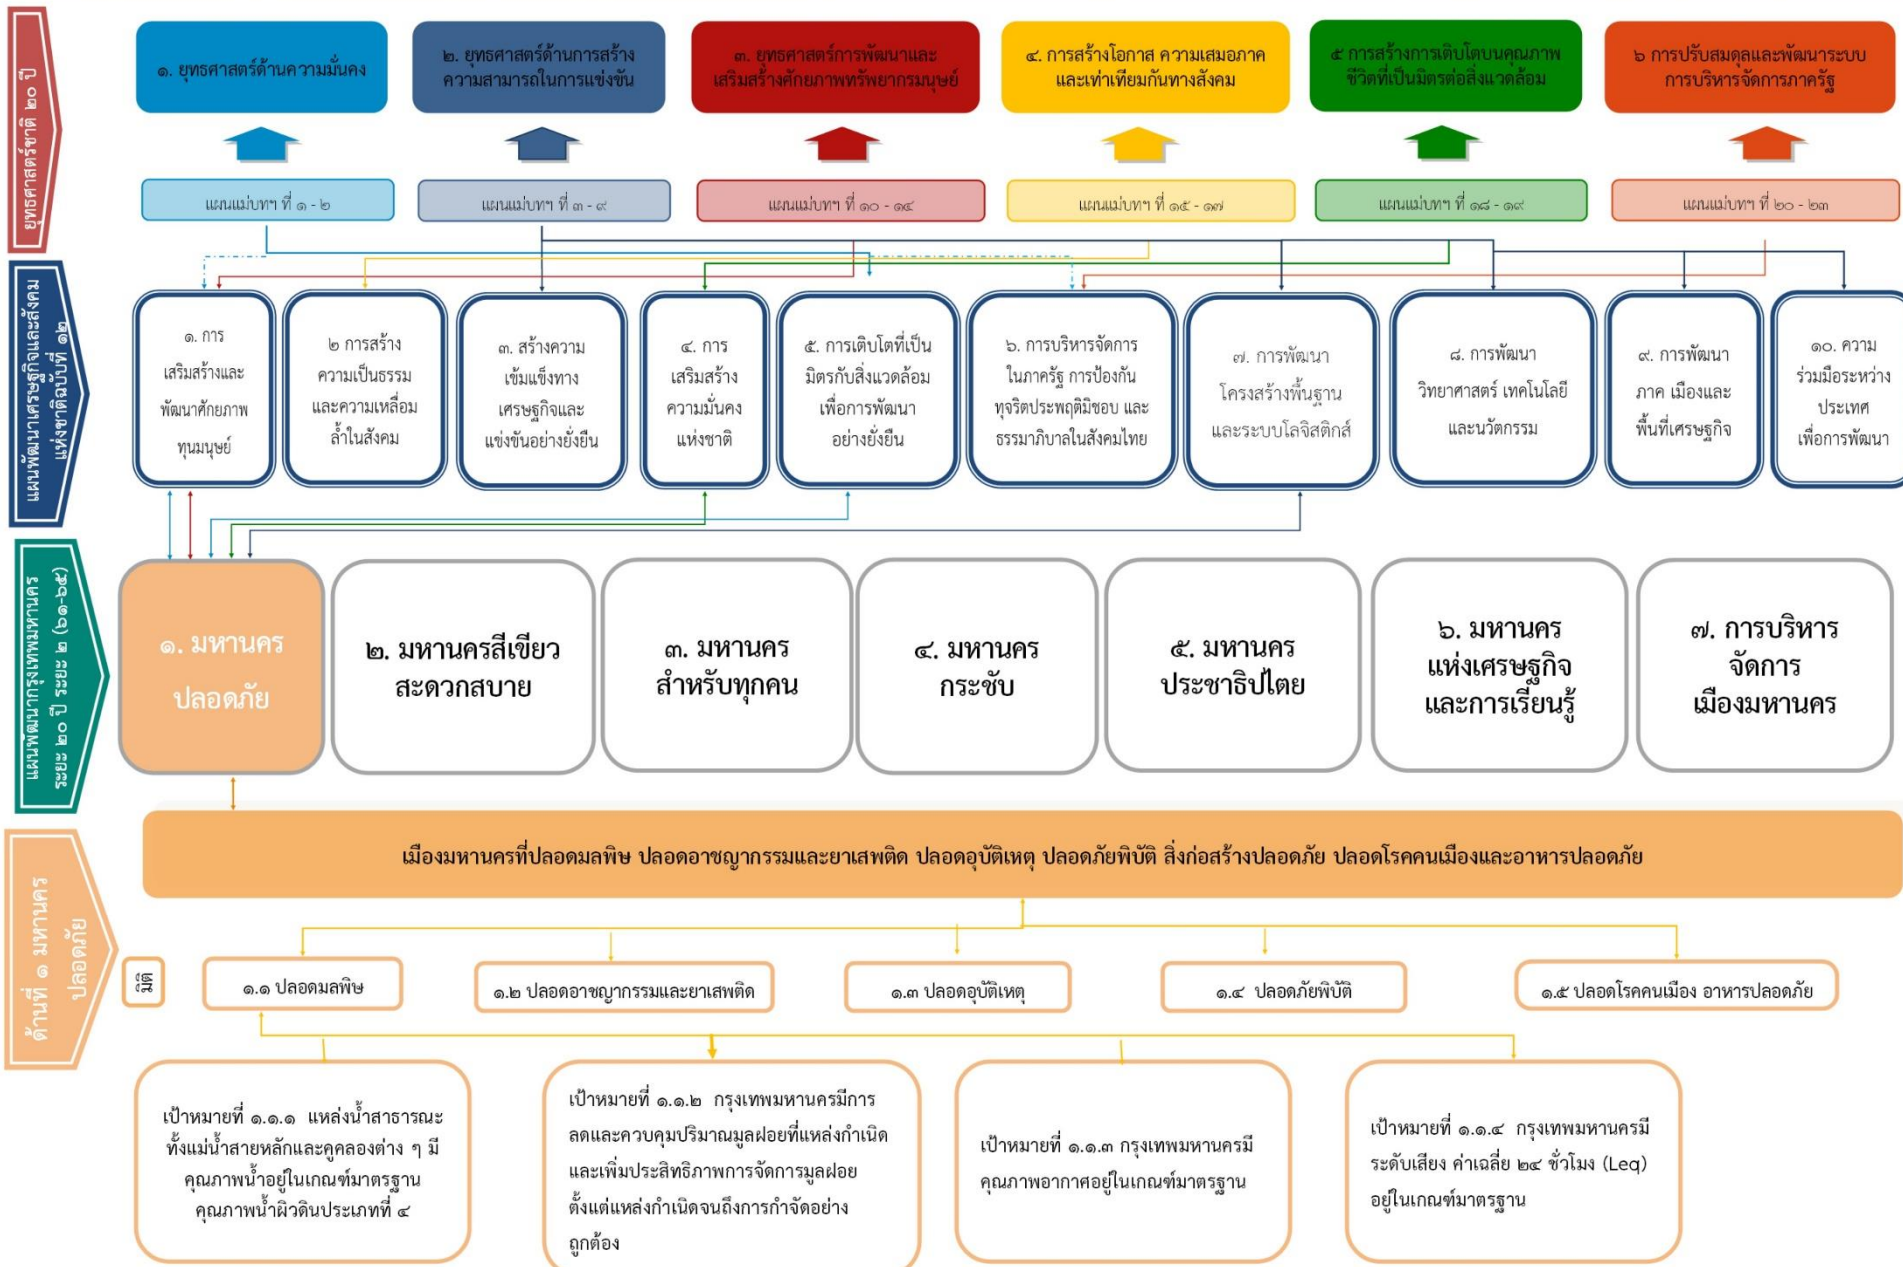 ยุทธศาสตร์ชาติ ๒๐ ปี
๑. ยุทธศาสตร์ด้านความมั่นคง
๒. ยุทธศาสตร์ด้านการสร้าง
ความสามารถในการแข่งขัน
๓. ยุทธศาสตร์การพัฒนาและ
เสริมสร้างศักยภาพทรัพยากรมนุษย์
๔. การสร้างโอกาส ความเสมอภาค
และเท่าเทียมกันทางสังคม
๕ การสร้างการเติบโตบนคุณภาพ
ชีวิตที่เป็นมิตรต่อสิ่งแวดล้อม
๖ การปรับสมดุลและพัฒนาระบบ
การบริหารจัดการภาครัฐ
แผนแม่บทฯ ที่ ๑ - ๒
แผนแม่บทฯ ที่ ๓ - ๙
แผนแม่บทฯ ที่ ๑๐ - ๑๔
แผนแม่บทฯ ที่ ๑๕ - ๑๗
แผนแม่บทฯ ที่ ๑๘ - ๑๙
แผนแม่บทฯ ที่ ๒๐ - ๒๓
แผนพัฒนาเศรษฐกิจและสังคม
แห่งชาติฉบับที่ ๑๒
๑. การ
เสริมสร้างและ
พัฒนาศักยภาพ
ทุนมนุษย์
๒ การสร้าง
ความเป็นธรรม
และความเหลื่อม
ล้ำในสังคม
๓. สร้างความ
เข้มแข็งทาง
เศรษฐกิจและ
แข่งขันอย่างยั่งยืน
๔. การ
เสริมสร้าง
ความมั่นคง
แห่งชาติ
๕. การเติบโตที่เป็น
มิตรกับสิ่งแวดล้อม
เพื่อการพัฒนา
อย่างยั่งยืน
๖. การบริหารจัดการ
ในภาครัฐ การป้องกัน
ทุจริตประพฤติมิชอบ และ
ธรรมาภิบาลในสังคมไทย
๗. การพัฒนา
โครงสร้างพื้นฐาน
และระบบโลจิสติกส์
๘. การพัฒนา
วิทยาศาสตร์ เทคโนโลยี
และนวัตกรรม
๙. การพัฒนา
ภาค เมืองและ
พื้นที่เศรษฐกิจ
๑๐. ความ
ร่วมมือระหว่าง
ประเทศ
เพื่อการพัฒนา
แผนพัฒนากรุงเทพมหานคร
ระยะ ๒๐ ปี ระยะ ๒ (๖๑-๖๕)
๑. มหานคร
ปลอดภัย
๒. มหานครสีเขียว
สะดวกสบาย
๓. มหานคร
สำหรับทุกคน
๔. มหานคร
กระชับ
๕. มหานคร
ประชาธิปไตย
๖. มหานคร
แห่งเศรษฐกิจ
และการเรียนรู้
๗. การบริหาร
จัดการ
เมืองมหานคร
ด้านที่ ๑ มหานคร
ปลอดภัย
เมืองมหานครที่ปลอดมลพิษ ปลอดอาชญากรรมและยาเสพติด ปลอดอุบัติเหตุ ปลอดภัยพิบัติ สิ่งก่อสร้างปลอดภัย ปลอดโรคคนเมืองและอาหารปลอดภัย
มิติ
๑.๑ ปลอดมลพิษ
๑.๒ ปลอดอาชญากรรมและยาเสพติด
๑.๓ ปลอดอุบัติเหตุ
๑.๔ ปลอดภัยพิบัติ
๑.๕ ปลอดโรคคนเมือง อาหารปลอดภัย
เป้าหมายที่ ๑.๑.๑ แหล่งน้ำสาธารณะ
ทั้งแม่น้ำสายหลักและคูคลองต่าง ๆ มี
คุณภาพน้ำอยู่ในเกณฑ์มาตรฐาน
คุณภาพน้ำผิวดินประเภทที่ ๔
เป้าหมายที่ ๑.๑.๒ กรุงเทพมหานครมีการ
ลดและควบคุมปริมาณมูลฝอยที่แหล่งกำเนิด
และเพิ่มประสิทธิภาพการจัดการมูลฝอย
ตั้งแต่แหล่งกำเนิดจนถึงการกำจัดอย่าง
ถูกต้อง
เป้าหมายที่ ๑.๑.๓ กรุงเทพมหานครมี
คุณภาพอากาศอยู่ในเกณฑ์มาตรฐาน
เป้าหมายที่ ๑.๑.๔ กรุงเทพมหานครมี
ระดับเสียง ค่าเฉลี่ย ๒๔ ชั่วโมง (Leq)
อยู่ในเกณฑ์มาตรฐาน